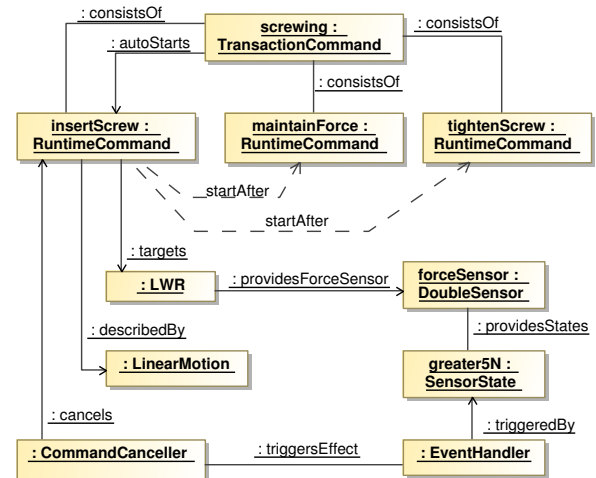 : consistsOf
screwing :
TransactionCommand
: consistsOf
: autoStarts
: consistsOf
insertScrew :
RuntimeCommand
maintainForce :
RuntimeCommand
tightenScrew :
RuntimeCommand
startAfter
startAfter
: targets
: LWR
: providesForceSensor
forceSensor :
DoubleSensor
: describedBy
: providesStates
: LinearMotion
greater5N :
SensorState
: cancels
: triggeredBy
: CommandCanceller
: triggersEffect
: EventHandler